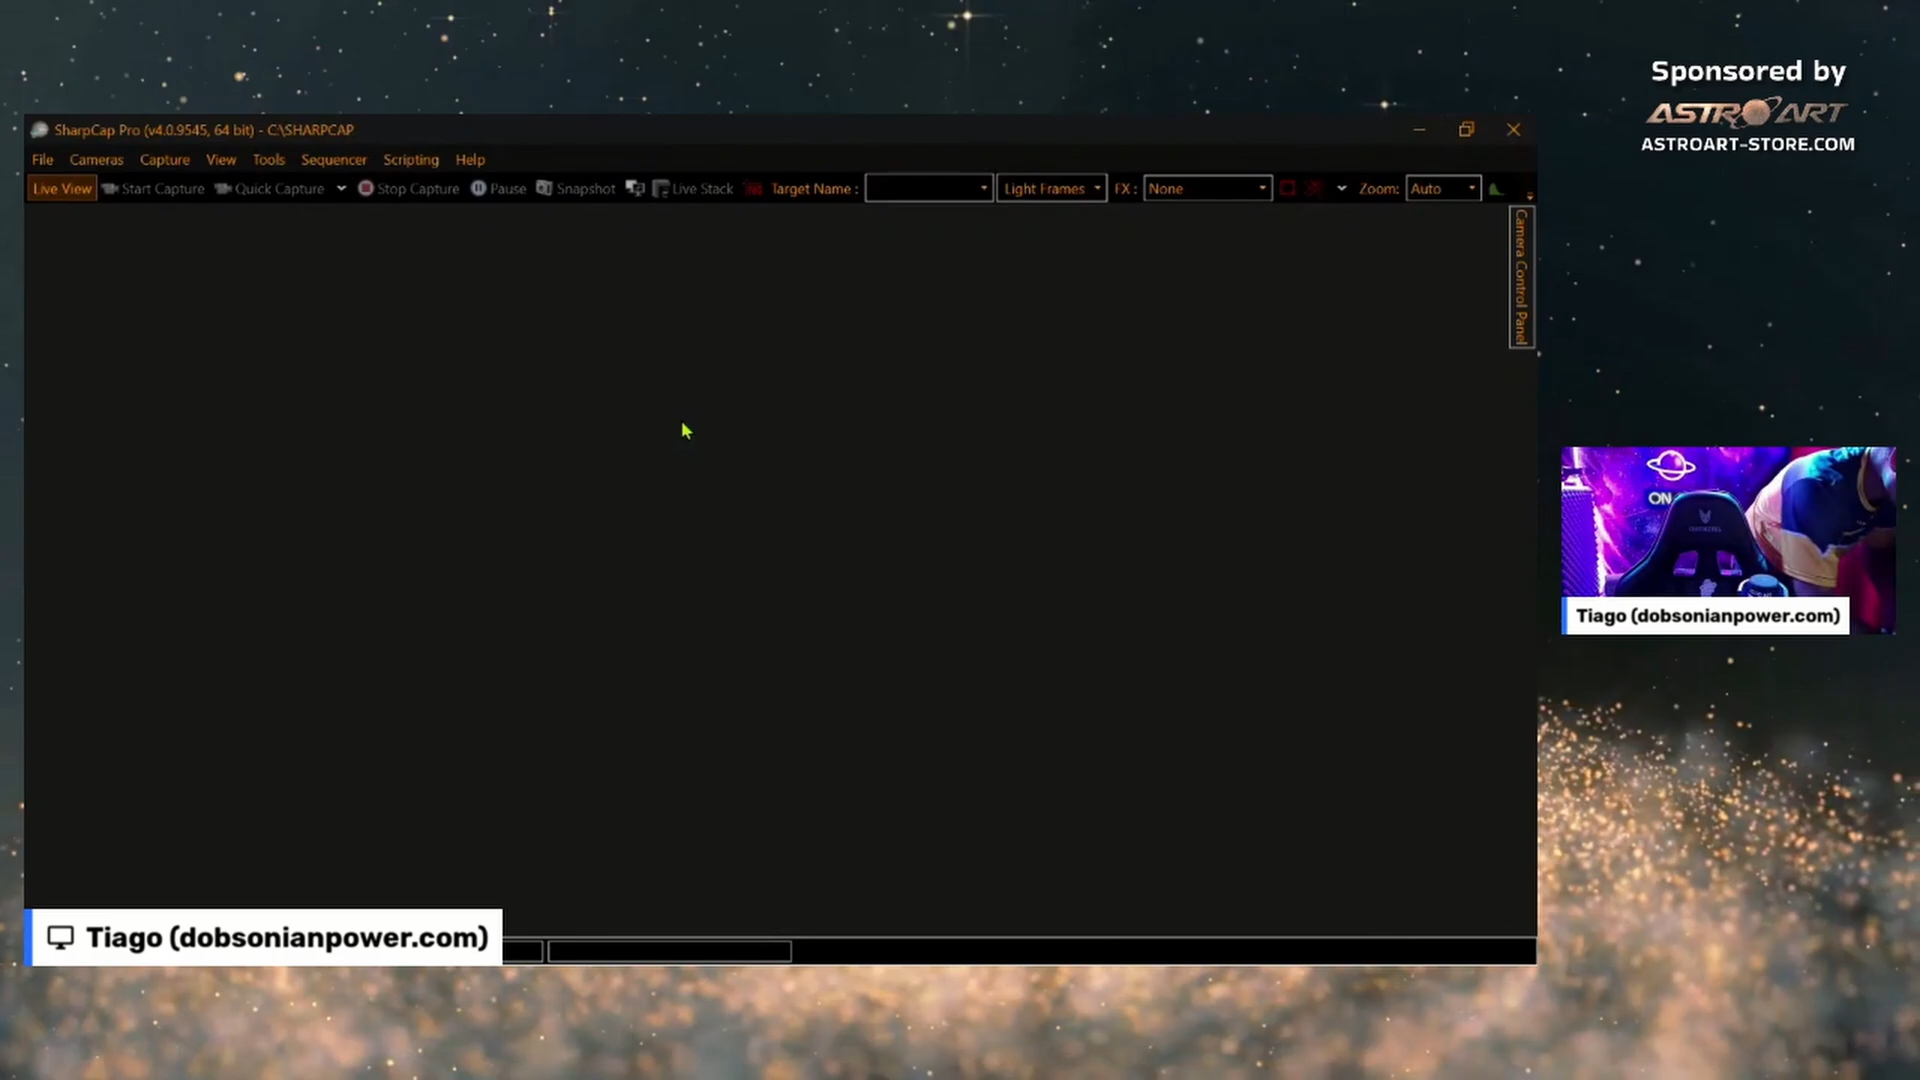 Sponsored by
ASTROART
ASTROART-STORE.COM
SharpCap Pro (v4.0.9545, 64 bit) - C:\SHARPCAP
File Cameras Capture View Tools Sequencer Scripting Help
Live View Start Capture Quick Capture Stop Capture Pause Snapshot Live Stack Target Name : Light Frames FX : None Zoom: Auto
Camera Control Panel
ON
Tiago (dobsonianpower.com)
Tiago (dobsonianpower.com)